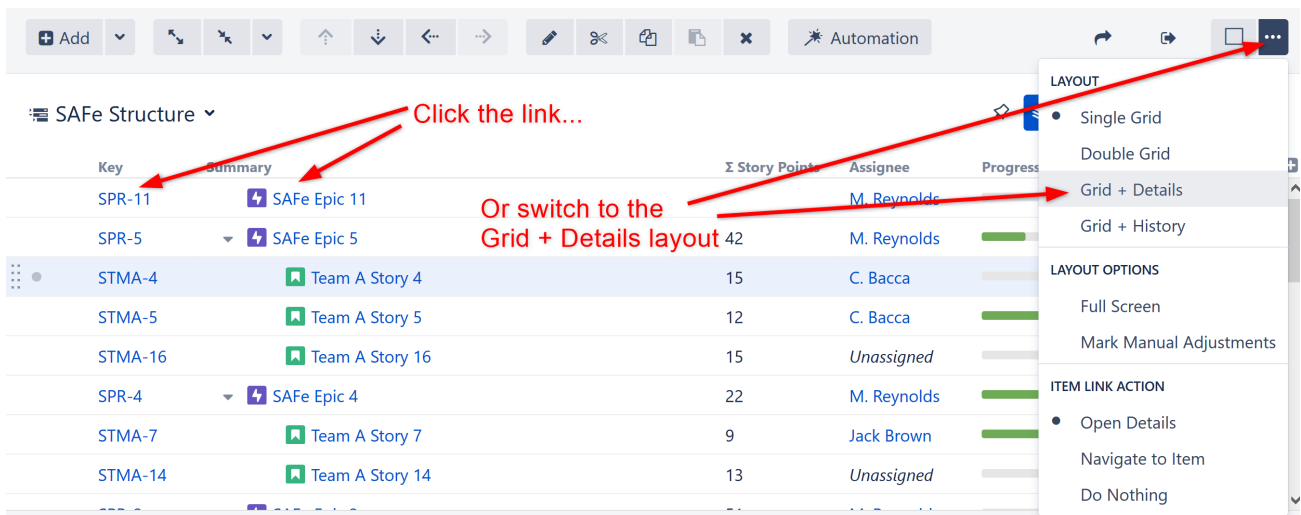 Add
Automation
SAFe Structure
Click the link...
Key Summary Σ Story Points Assignee Progress
SPR-11 SAFe Epic 11 M. Reynolds
Or switch to the
Grid + Details layout
SPR-5 SAFe Epic 5 42 M. Reynolds
STMA-4 Team A Story 4 15 C. Bacca
STMA-5 Team A Story 5 12 C. Bacca
STMA-16 Team A Story 16 15 Unassigned
SPR-4 SAFe Epic 4 22 M. Reynolds
STMA-7 Team A Story 7 9 Jack Brown
STMA-14 Team A Story 14 13 Unassigned
LAYOUT
Single Grid
Double Grid
Grid + Details
Grid + History
LAYOUT OPTIONS
Full Screen
Mark Manual Adjustments
ITEM LINK ACTION
Open Details
Navigate to Item
Do Nothing